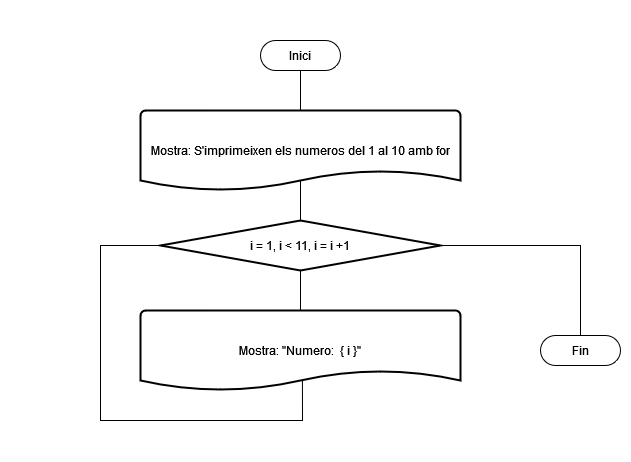 Inici
Mostra: S'imprimeixen els numeros del 1 al 10 amb for
i = 1, i < 11, i = i +1
Mostra: "Numero:  { i }"
Fin